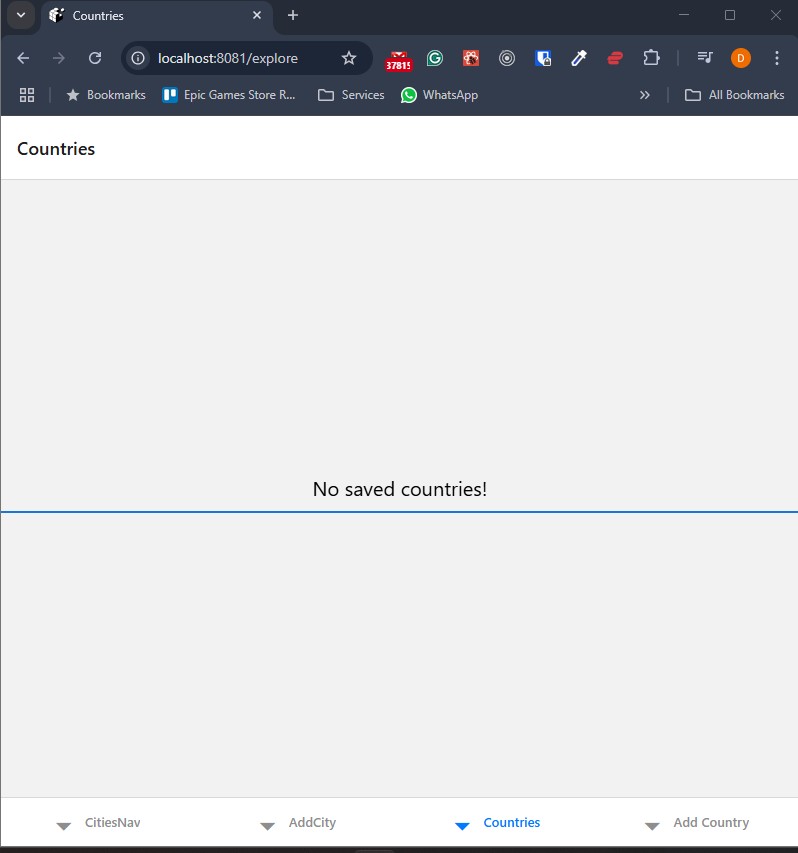 Countries
localhost:8081/explore
37815
D
Bookmarks
Epic Games Store R...
Services
WhatsApp
All Bookmarks
Countries
No saved countries!
CitiesNav
AddCity
Countries
Add Country